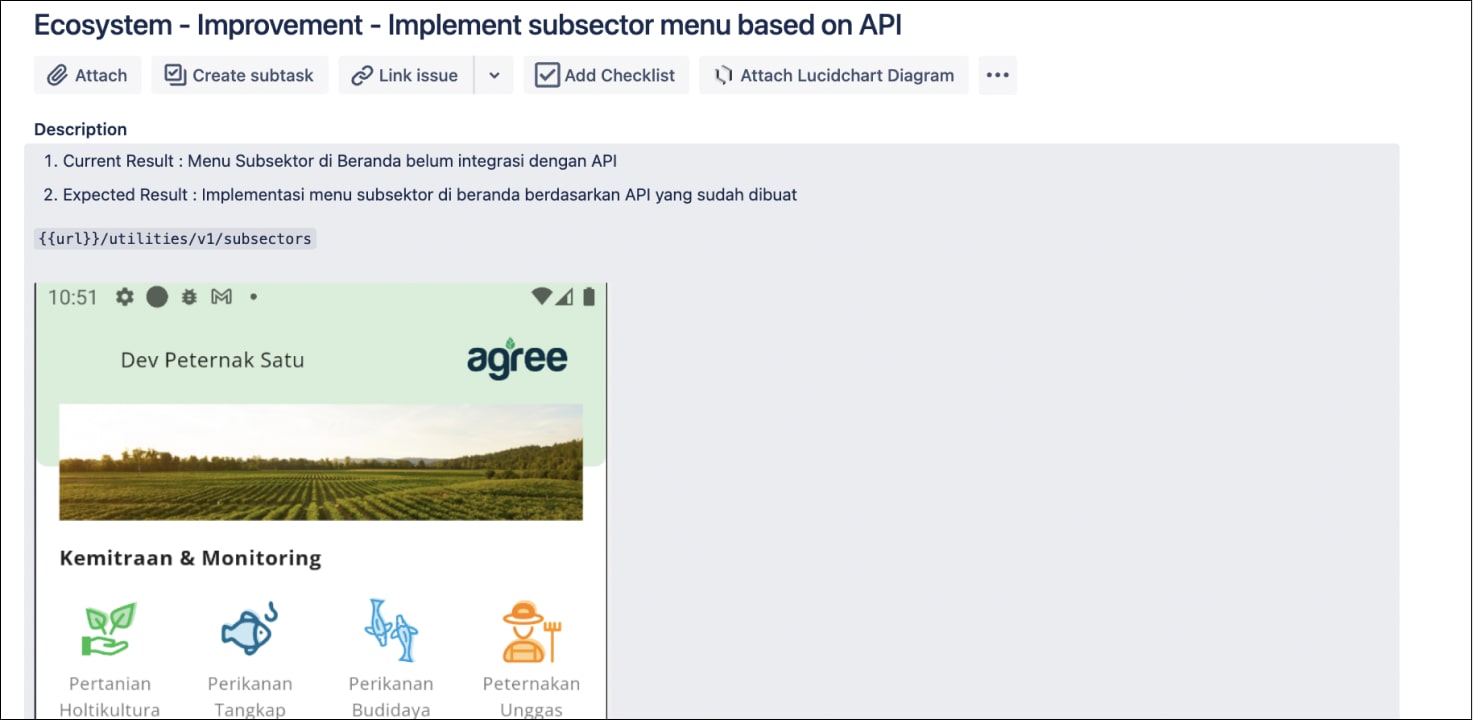 Ecosystem - Improvement - Implement subsector menu based on API
Attach Create subtask Link issue Add Checklist Attach Lucidchart Diagram
Description
1. Current Result : Menu Subsektor di Beranda belum integrasi dengan API
2. Expected Result : Implementasi menu subsektor di beranda berdasarkan API yang sudah dibuat
{{url}}/utilities/v1/subsectors
10:51
Dev Peternak Satu agree
Kemitraan & Monitoring
Pertanian Perikanan Perikanan Peternakan
Holtikultura Tangkap Budidaya Unggas